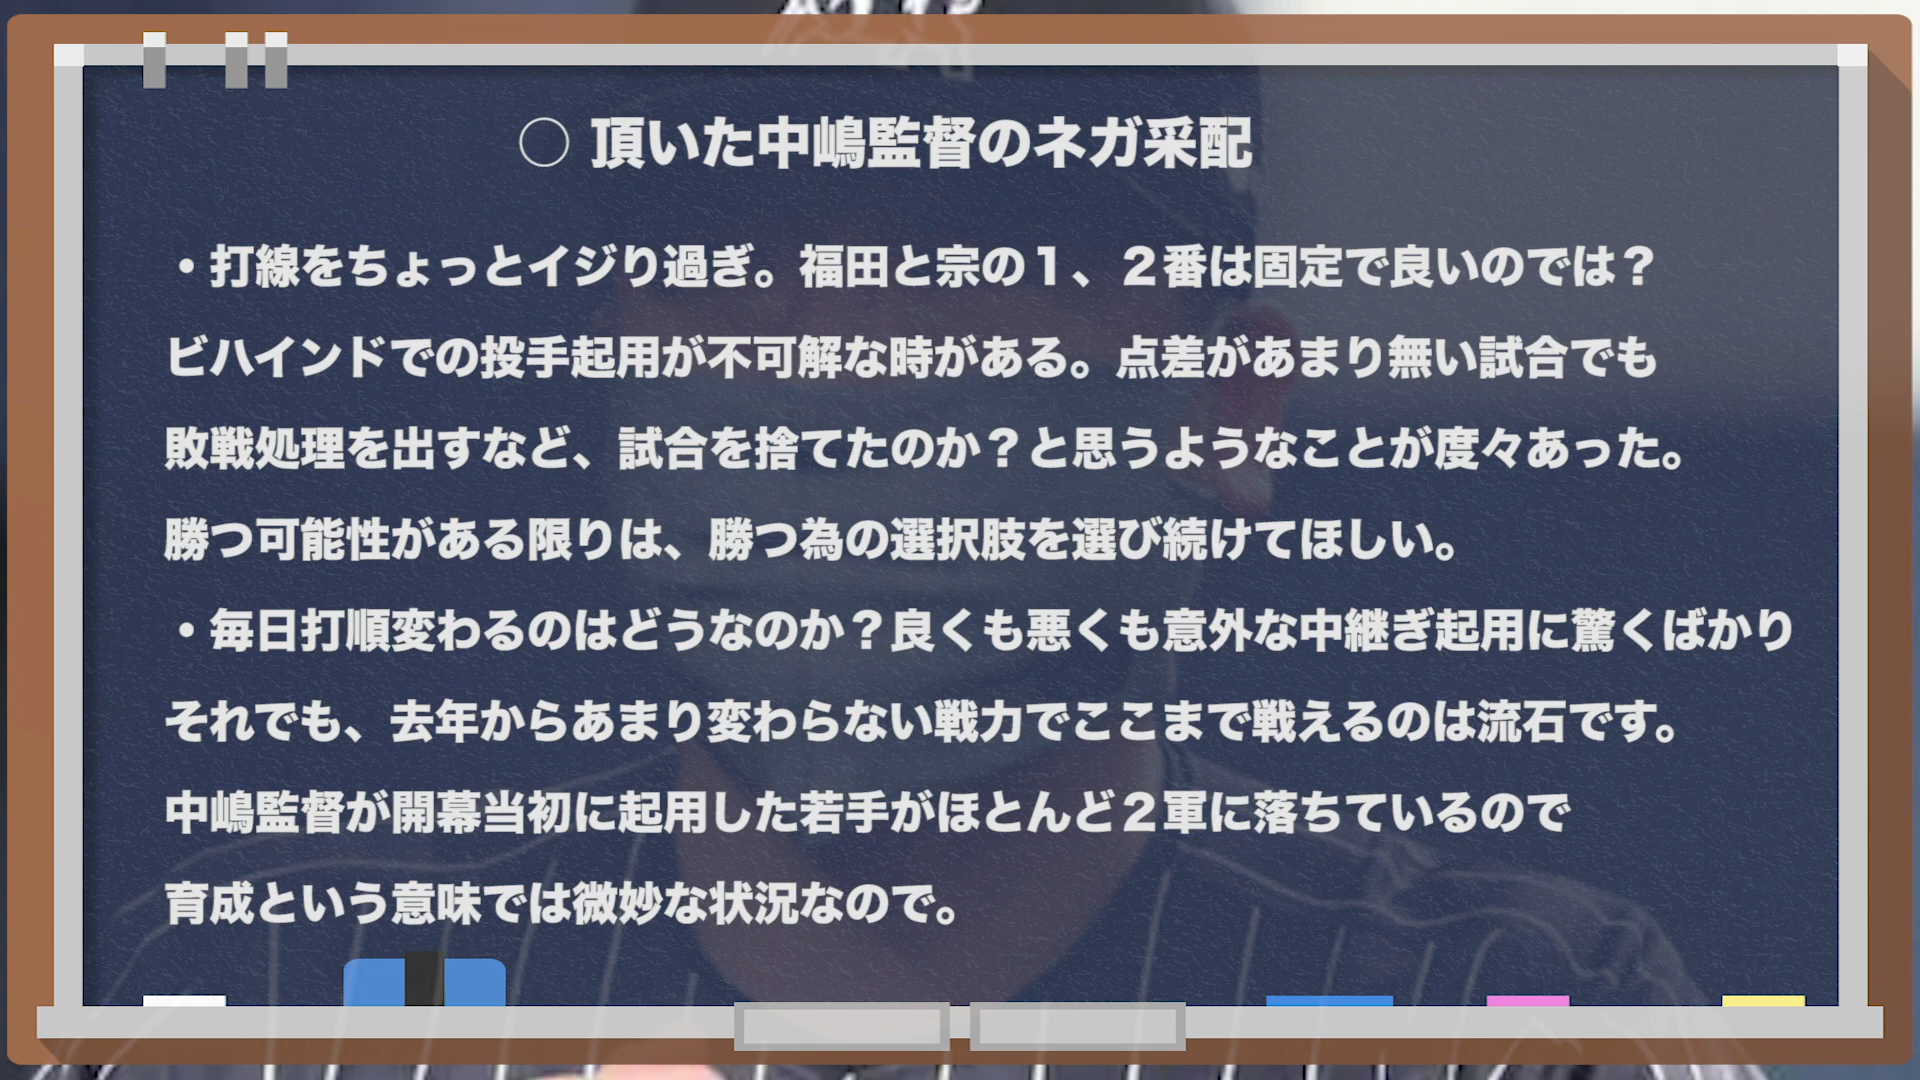 ○ 頂いた中嶋監督のネガ采配
・打線をちょっとイジり過ぎ。福田と宗の１、２番は固定で良いのでは？
ビハインドでの投手起用が不可解な時がある。点差があまり無い試合でも
敗戦処理を出すなど、試合を捨てたのか？と思うようなことが度々あった。
勝つ可能性がある限りは、勝つ為の選択肢を選び続けてほしい。
・毎日打順変わるのはどうなのか？良くも悪くも意外な中継ぎ起用に驚くばかり
それでも、去年からあまり変わらない戦力でここまで戦えるのは流石です。
中嶋監督が開幕当初に起用した若手がほとんど２軍に落ちているので
育成という意味では微妙な状況なので。